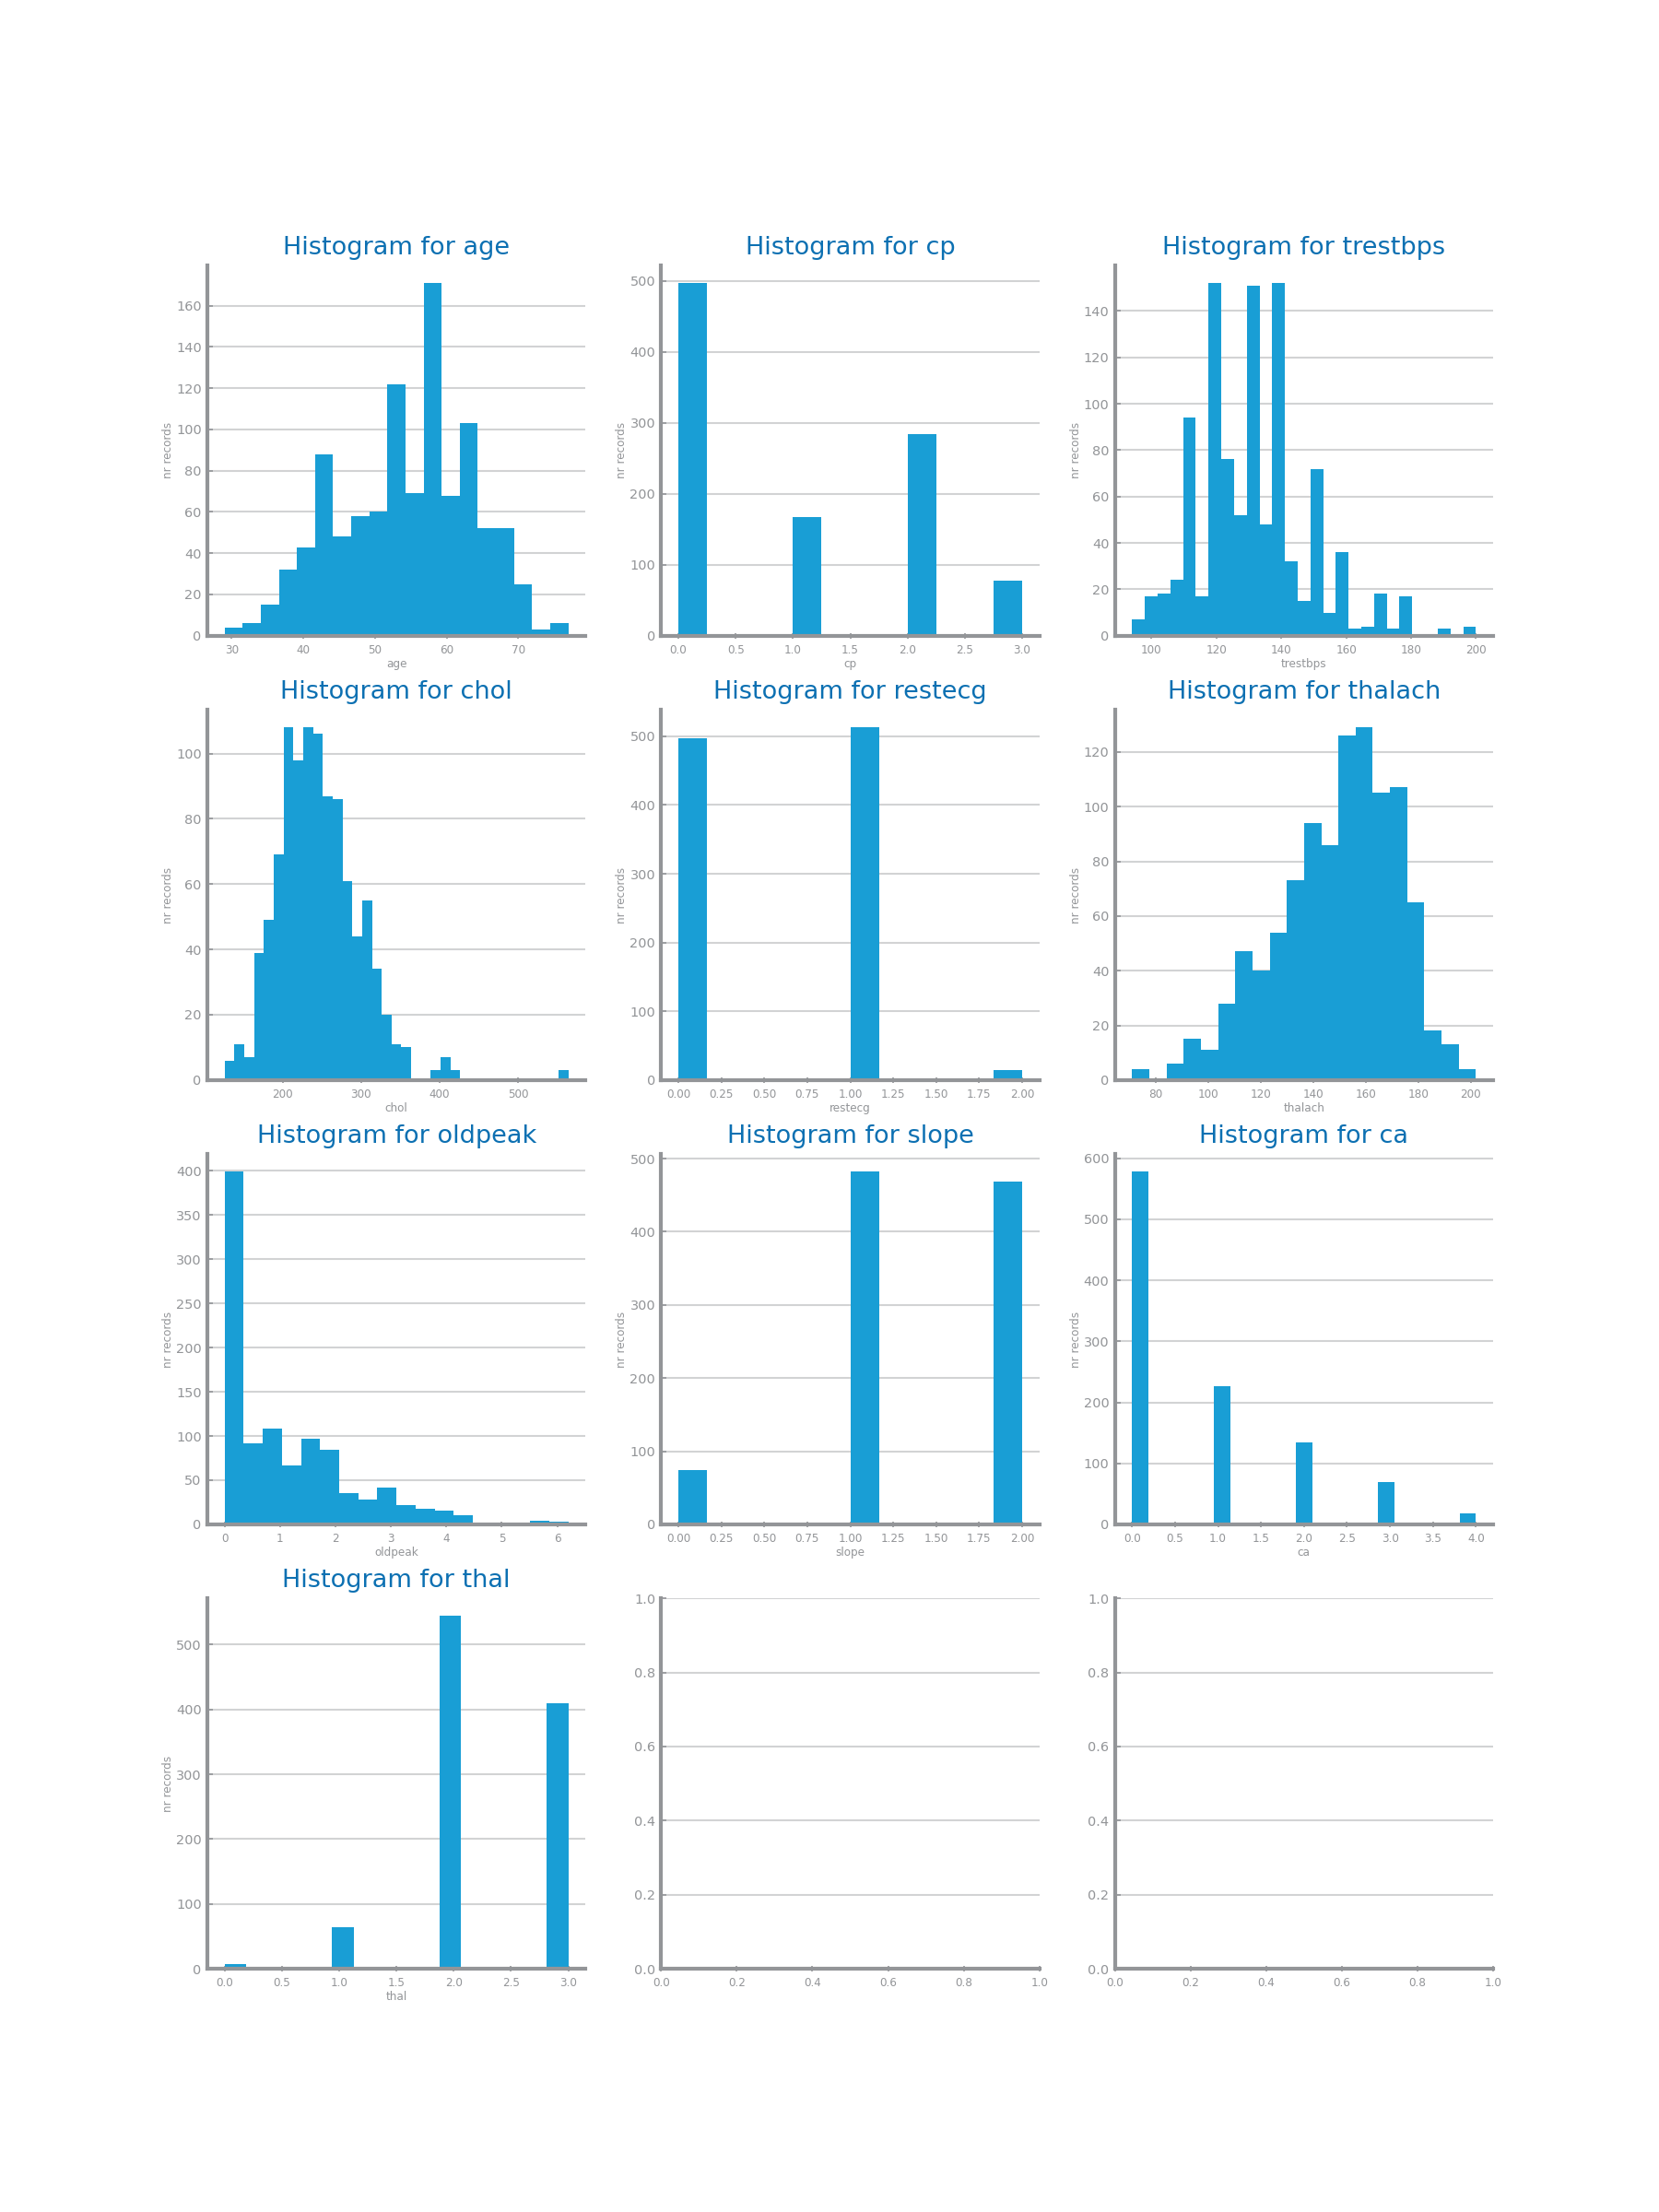 Histogram for age
160
140
120
100
80
60
40
20
0
nr records
30 40 50 60 70
age
Histogram for cp
500
400
300
200
100
0
nr records
0.0 0.5 1.0 1.5 2.0 2.5 3.0
cp
Histogram for trestbps
140
120
100
80
60
40
20
0
nr records
100 120 140 160 180 200
trestbps
Histogram for chol
100
80
60
40
20
0
nr records
200 300 400 500
chol
Histogram for restecg
500
400
300
200
100
0
nr records
0.00 0.25 0.50 0.75 1.00 1.25 1.50 1.75 2.00
restecg
Histogram for thalach
120
100
80
60
40
20
0
nr records
80 100 120 140 160 180 200
thalach
Histogram for oldpeak
400
350
300
250
200
150
100
50
0
nr records
0 1 2 3 4 5 6
oldpeak
Histogram for slope
500
400
300
200
100
0
nr records
0.00 0.25 0.50 0.75 1.00 1.25 1.50 1.75 2.00
slope
Histogram for ca
600
500
400
300
200
100
0
nr records
0.0 0.5 1.0 1.5 2.0 2.5 3.0 3.5 4.0
ca
Histogram for thal
500
400
300
200
100
0
nr records
0.0 0.5 1.0 1.5 2.0 2.5 3.0
thal
1.0
0.8
0.6
0.4
0.2
0.0
0.0 0.2 0.4 0.6 0.8 1.0
1.0
0.8
0.6
0.4
0.2
0.0
0.0 0.2 0.4 0.6 0.8 1.0